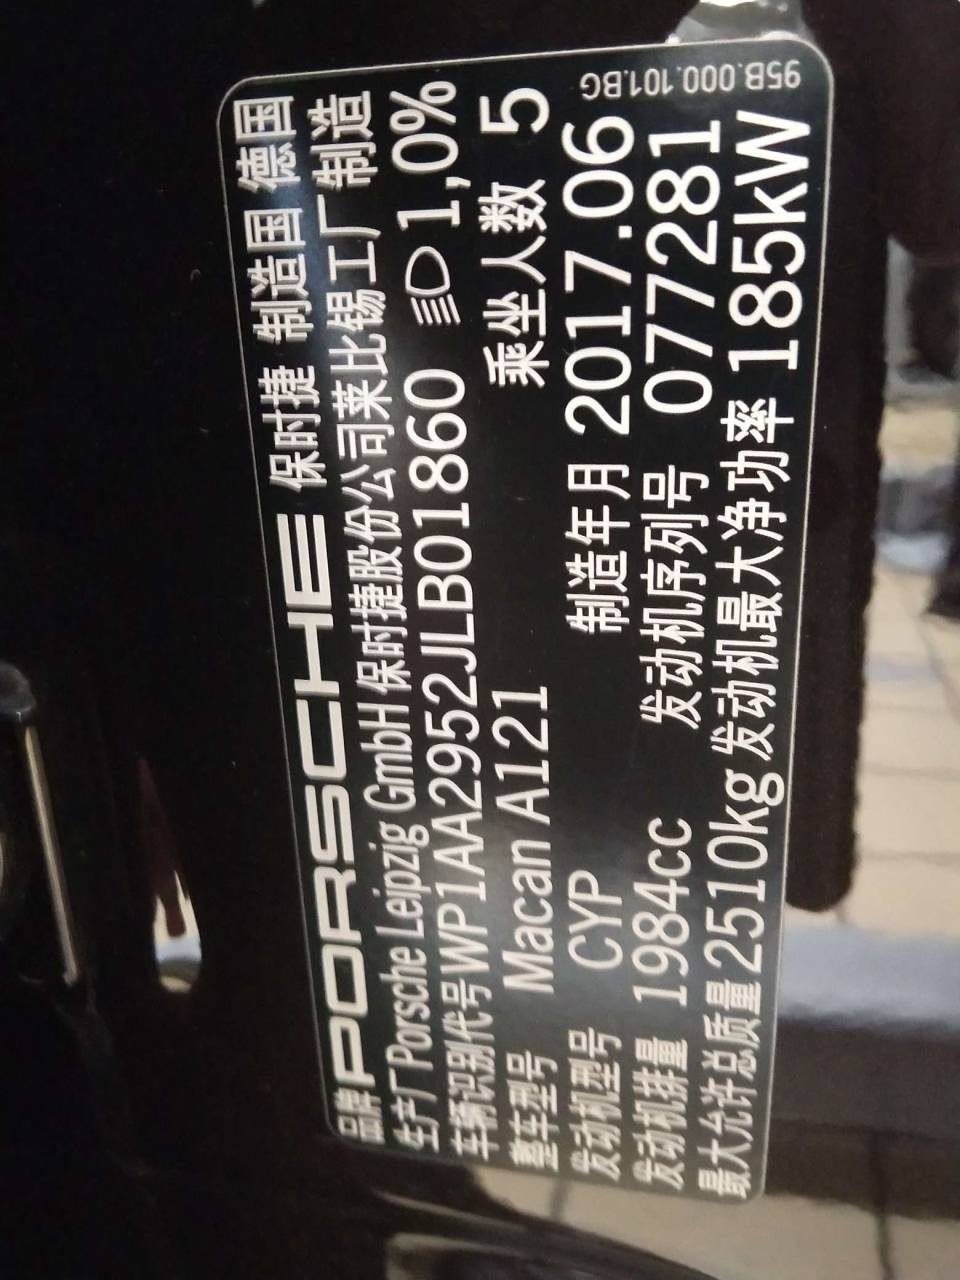 95B.000.101.BG
品牌 PORSCHE 保时捷 制造国 德国
生产厂 Porsche Leipzig GmbH 保时捷股份公司莱比锡工厂 制造
车辆识别代号 WP1AA2952JLB01860 1,0%
整车型号 Macan A121 乘坐人数 5
发动机型号 CYP 制造年月 2017.06
发动机排量 1984cc 发动机序列号 077281
最大允许总质量 2510kg 发动机最大净功率 185kW